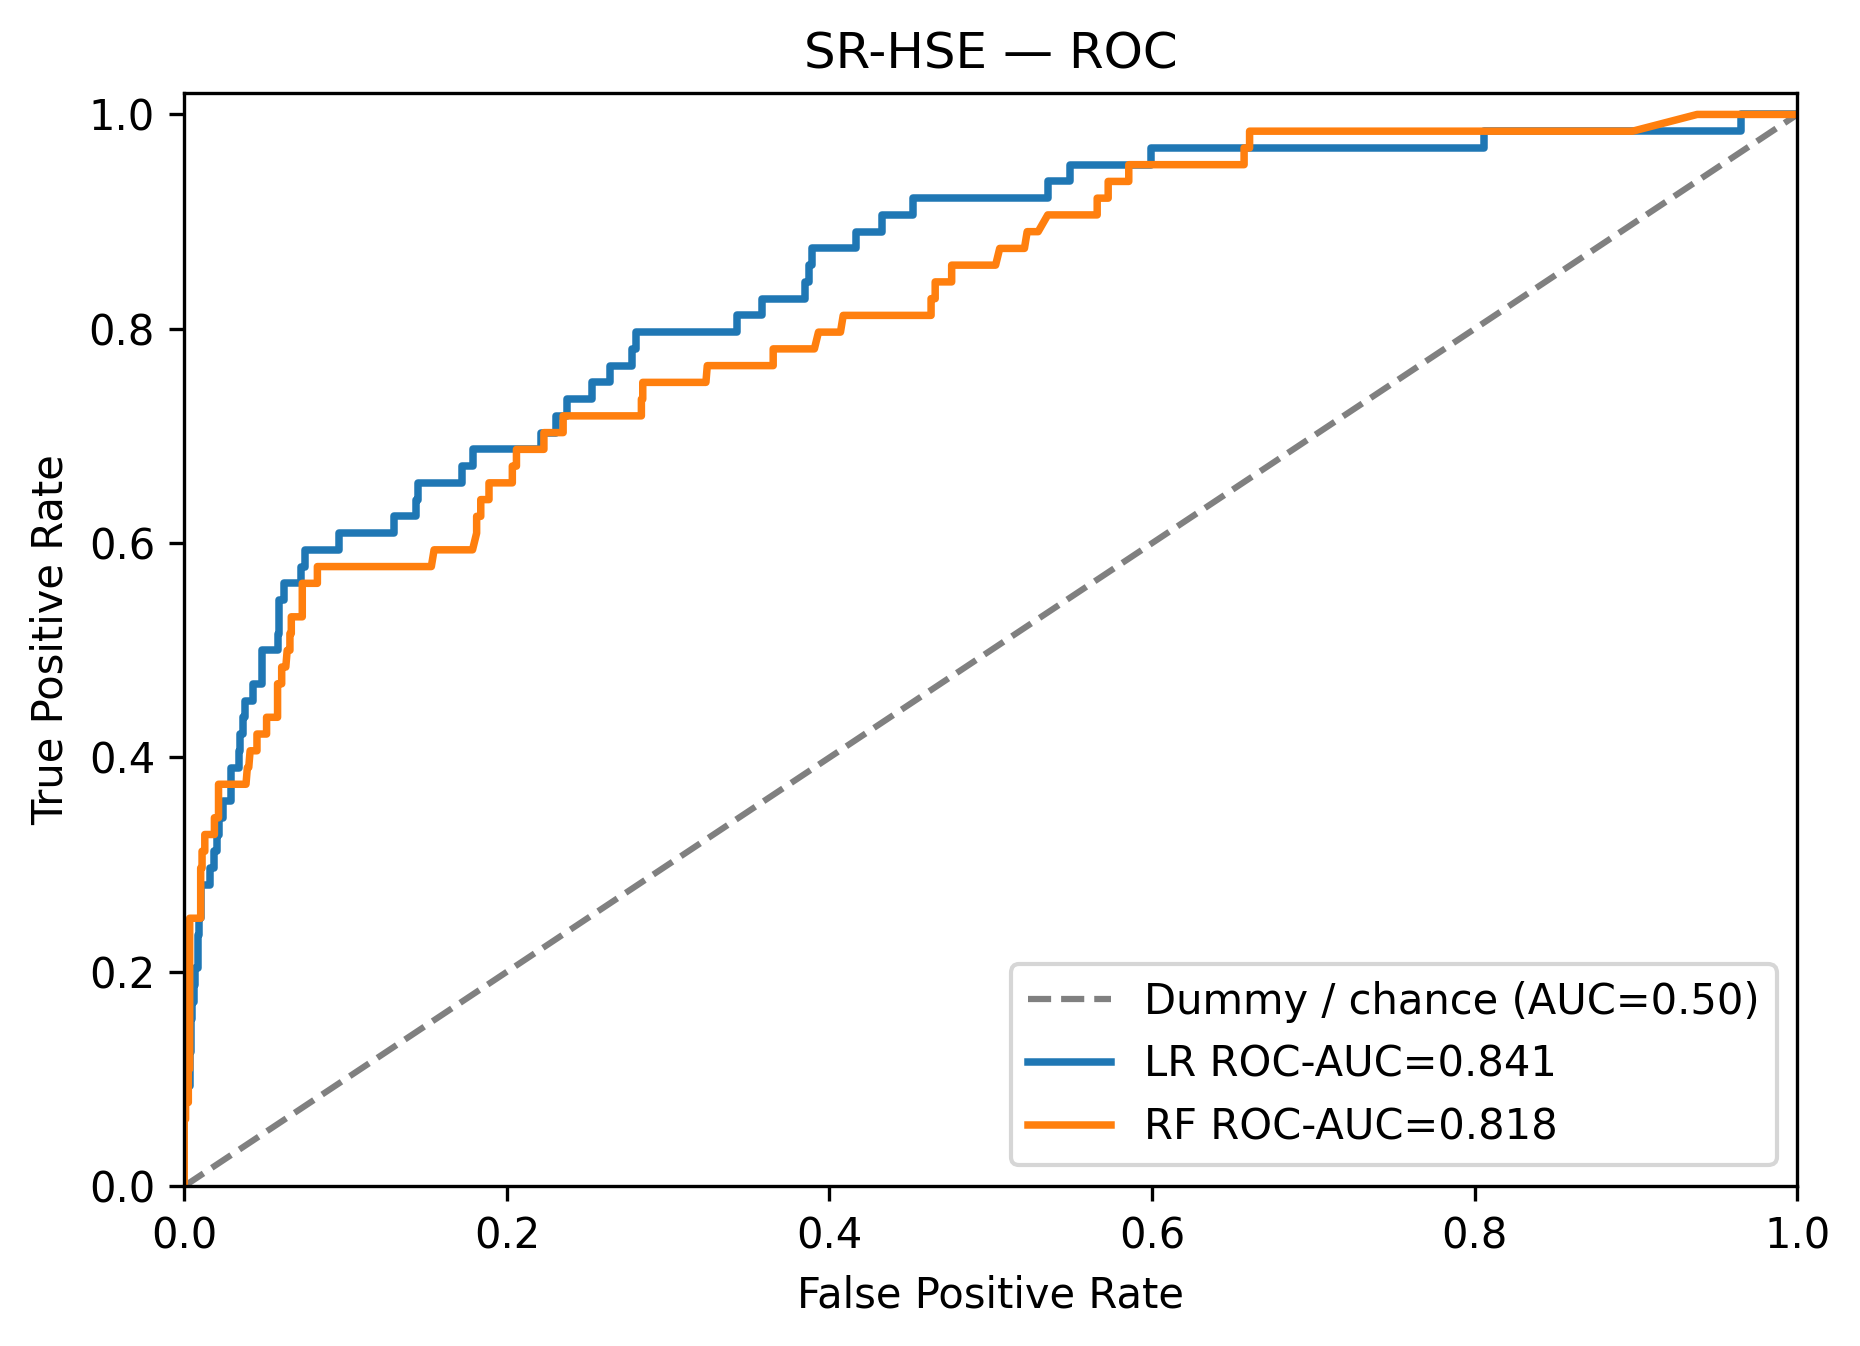 SR-HSE — ROC
True Positive Rate
1.0
0.8
0.6
0.4
0.2
0.0
0.0 0.2 0.4 0.6 0.8 1.0
False Positive Rate
Dummy / chance (AUC=0.50)
LR ROC-AUC=0.841
RF ROC-AUC=0.818